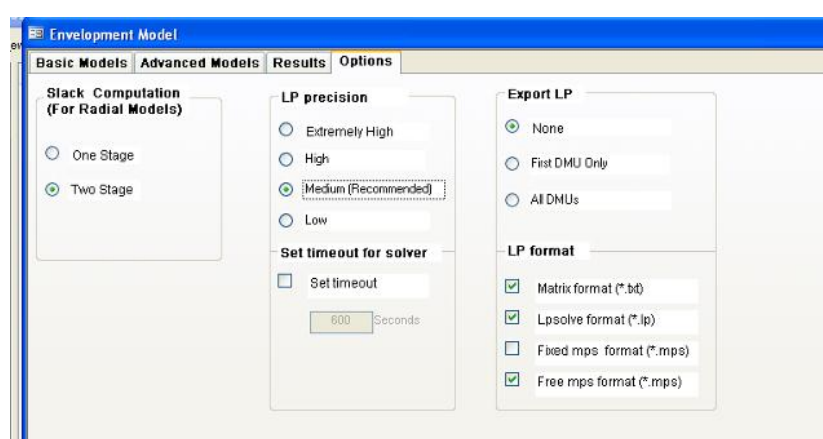 Envelopment Model
Basic Models Advanced Models Results Options
Slack Computation
(For Radial Models)
One Stage
Two Stage
LP precision
Extremely High
High
Medium (Recommended)
Low
Set timeout for solver
Set timeout
600 Seconds
Export LP
None
First DMU Only
All DMUs
LP format
Matrix format (*.txt)
Lpsolve format (*.lp)
Fixed mps format (*.mps)
Free mps format (*.mps)